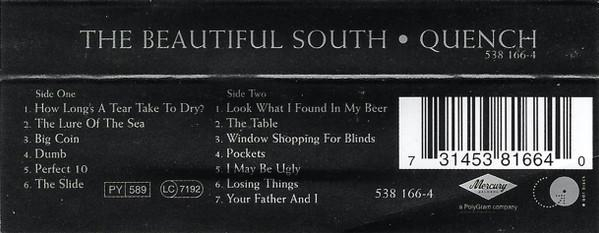 THE BEAUTIFUL SOUTH • QUENCH
538 166-4
Side One
1. How Long's A Tear Take To Dry?
2. The Lure Of The Sea
3. Big Coin
4. Dumb
5. Perfect 10
6. The Slide
PY 589
LC 7192
Side Two
1. Look What I Found In My Beer
2. The Table
3. Window Shopping For Blinds
4. Pockets
5. I May Be Ugly
6. Losing Things
7. Your Father And I
538 166-4
7 31453 81664 0
Mercury
RECORDS
a PolyGram company